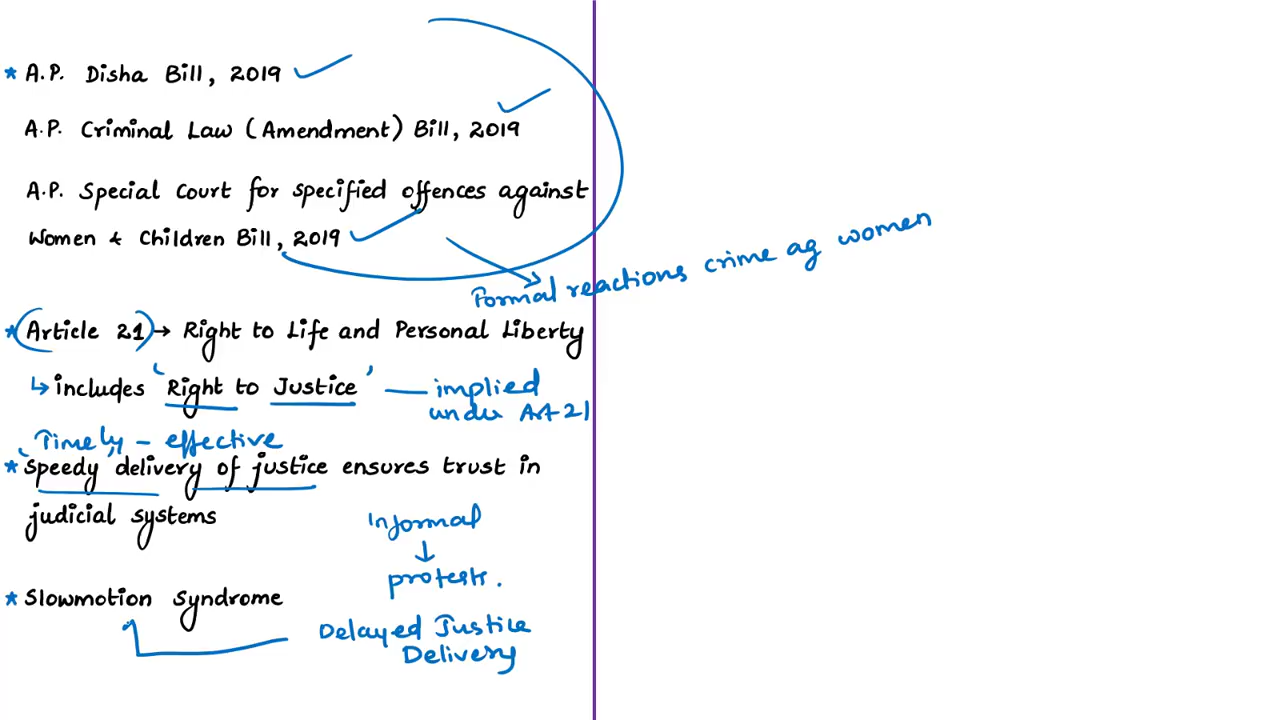 * A.P. Disha Bill, 2019
A.P. Criminal Law (Amendment) Bill, 2019
A.P. Special Court for specified offences against
Women & Children Bill, 2019
Formal reactions crime ag women
* (Article 21) → Right to Life and Personal Liberty
↳ includes 'Right to Justice' — implied
under Art 21
'Timely' - effective
* Speedy delivery of justice ensures trust in
judicial systems
Informal
↓
protests.
* Slowmotion Syndrome
Delayed Justice
Delivery